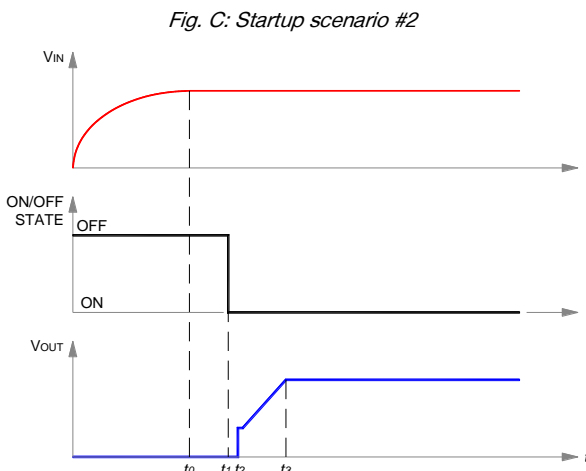 Fig. C: Startup scenario #2
VIN
ON/OFF
STATE
OFF
ON
VOUT
t0 t1 t2 t3
t